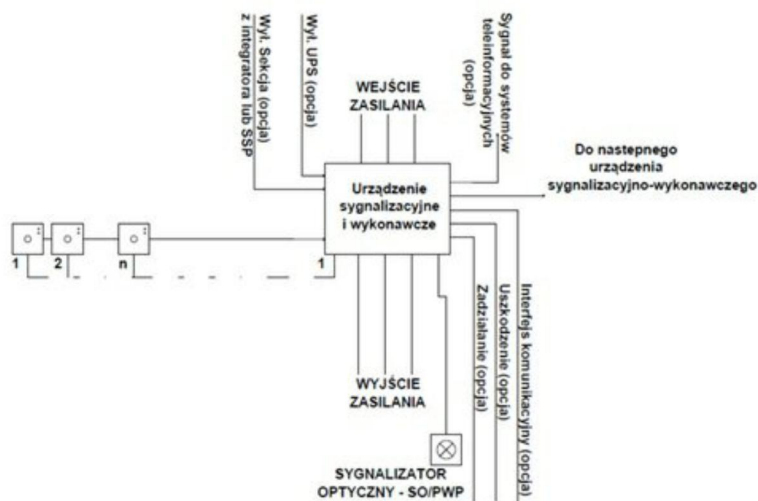 Wył. Sekcja (opcja)
z integratora lub SSP
Wył. UPS (opcja)
WEJŚCIE
ZASILANIA
Sygnał do systemów
teleinformacyjnych
(opcja)
Do nastepnego
urządzenia
sygnalizacyjno-wykonawczego
Urządzenie
sygnalizacyjne
i wykonawcze
1
2
n
1
WYJŚCIE
ZASILANIA
Zadziałanie (opcja)
Uszkodzenie (opcja)
Interfejs komunikacyjny (opcja)
SYGNALIZATOR
OPTYCZNY - SO/PWP